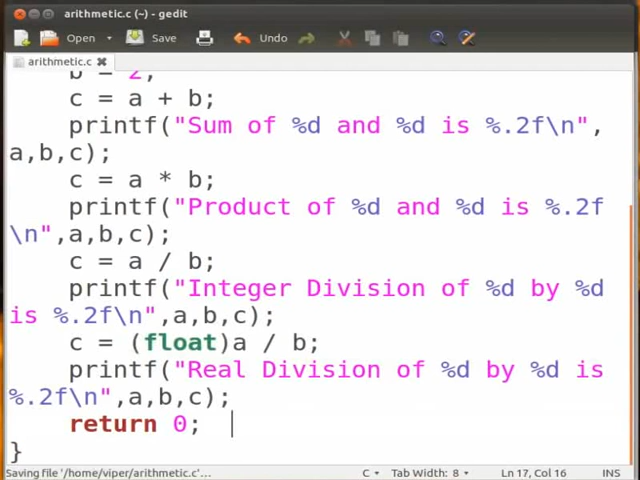 arithmetic.c (~) - gedit
Open Save Undo
arithmetic.c
b = 2,
c = a + b;
printf("Sum of %d and %d is %.2f\n",
a,b,c);
c = a * b;
printf("Product of %d and %d is %.2f
\n",a,b,c);
c = a / b;
printf("Integer Division of %d by %d
is %.2f\n",a,b,c);
c = (float)a / b;
printf("Real Division of %d by %d is
%.2f\n",a,b,c);
return 0;
}
Saving file '/home/viper/arithmetic.c'... C Tab Width: 8 Ln 17, Col 16 INS